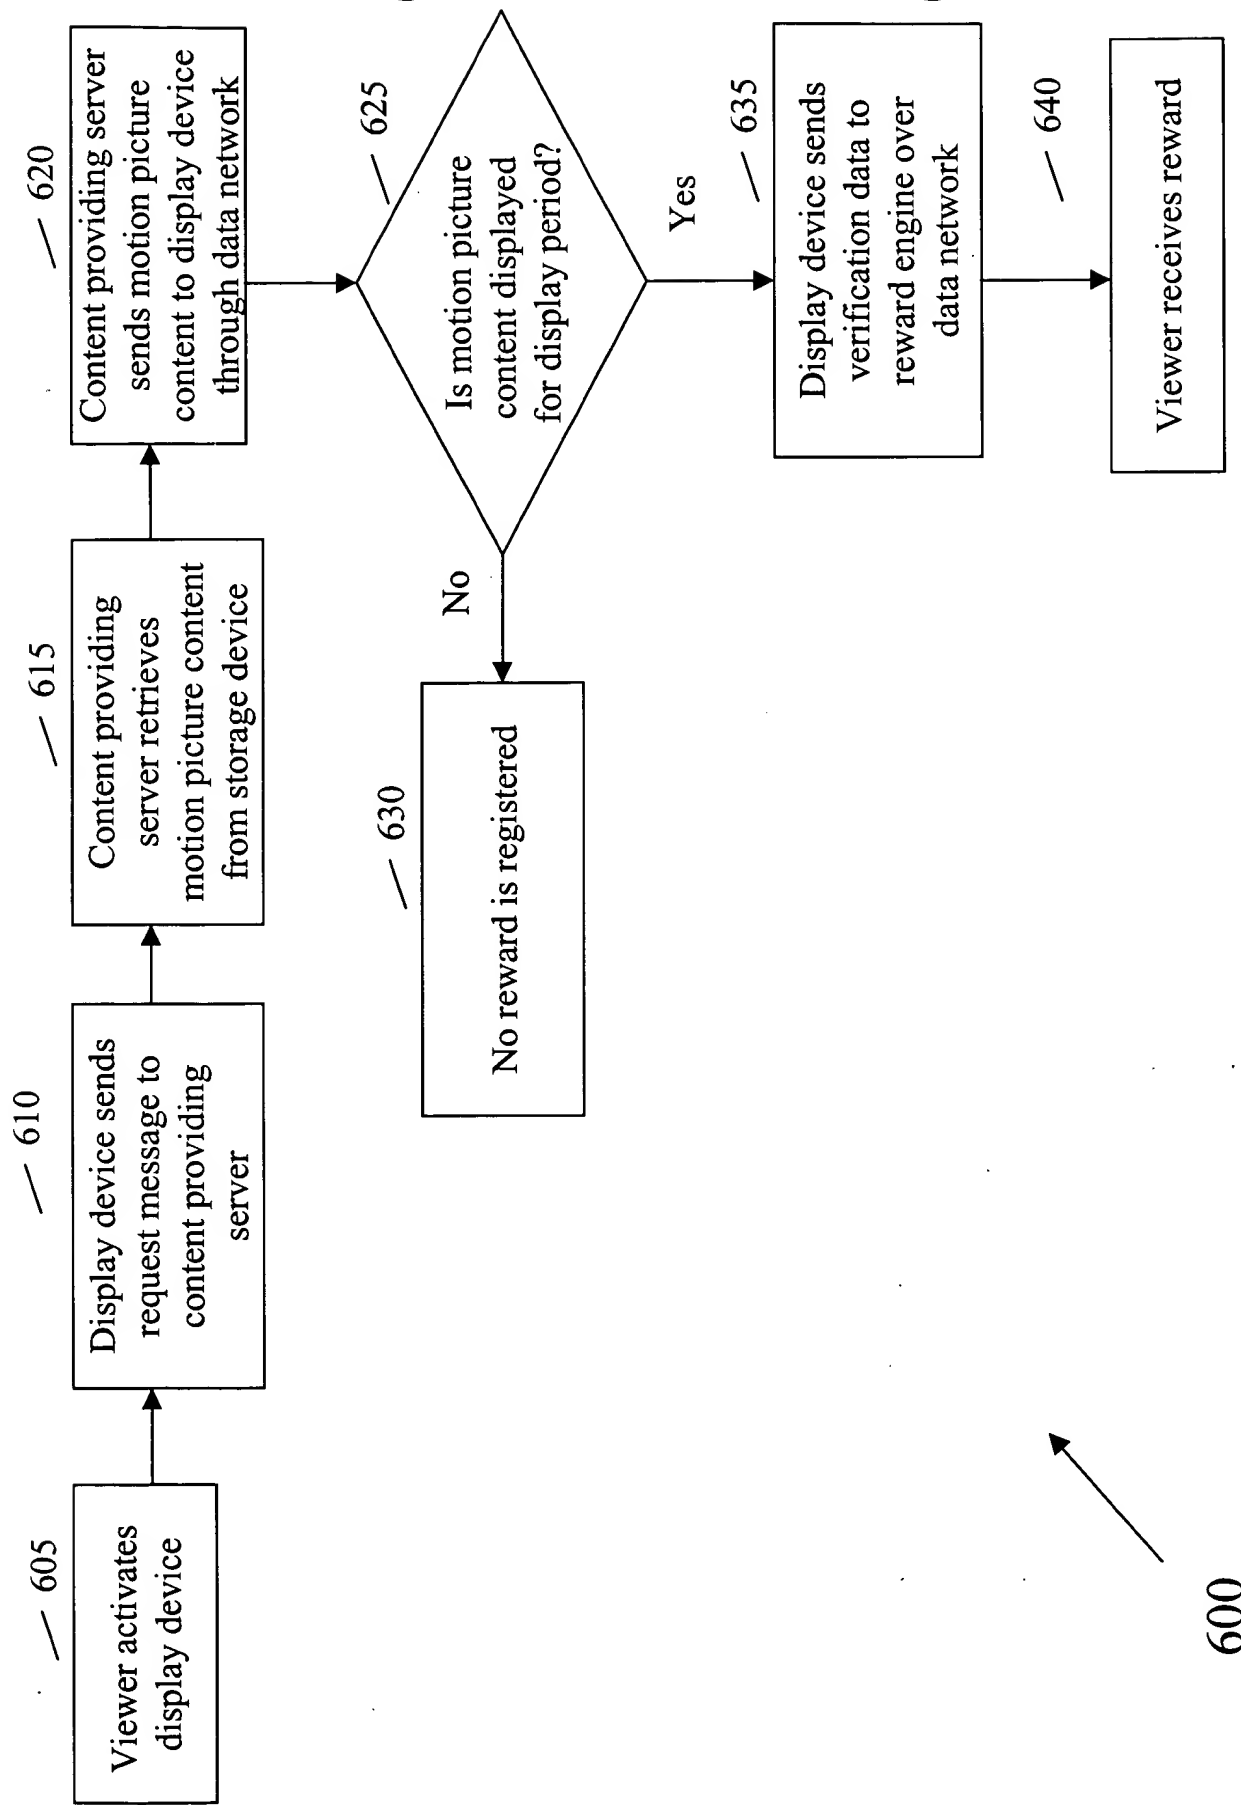 605
Viewer activates
display device
610
Display device sends
request message to
content providing
server
615
Content providing
server retrieves
motion picture content
from storage device
620
Content providing server
sends motion picture
content to display device
through data network
625
Is motion picture
content displayed
for display period?
No
630
No reward is registered
Yes
635
Display device sends
verification data to
reward engine over
data network
640
Viewer receives reward
600